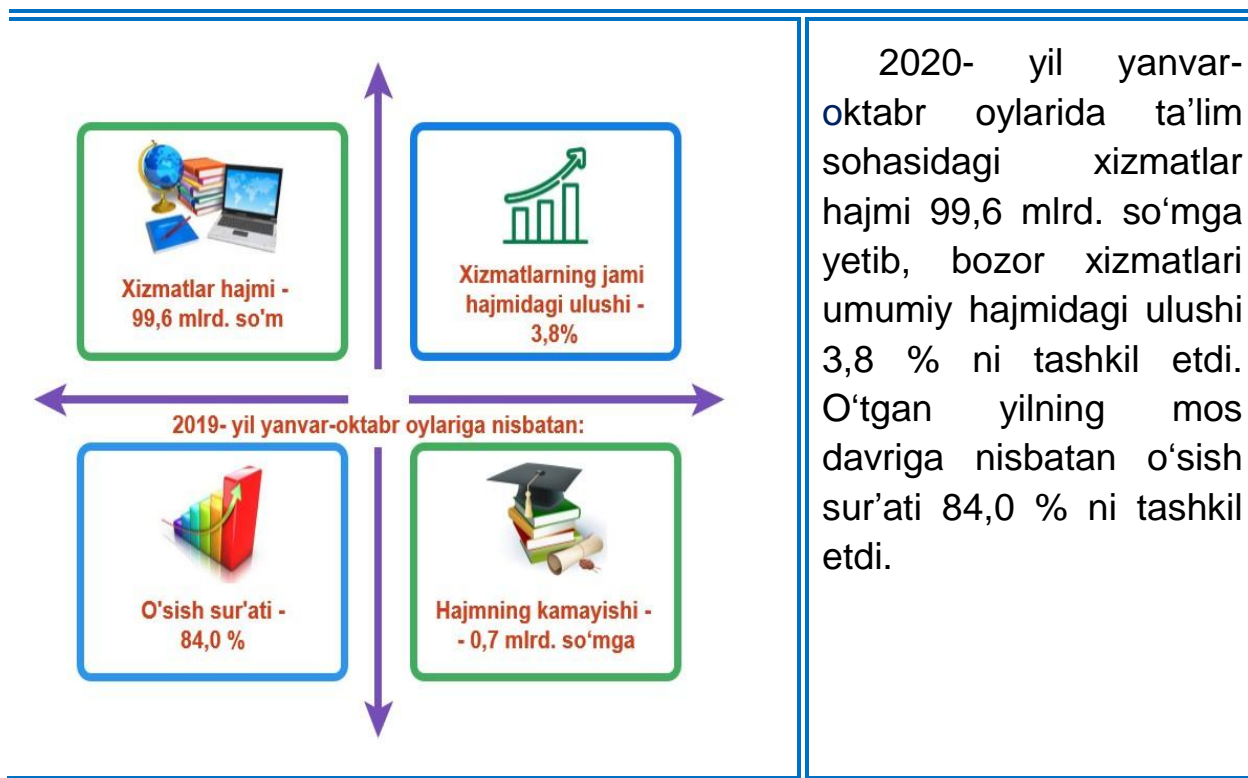 Xizmatlar hajmi -
99,6 mlrd. so'm
Xizmatlarning jami
hajmidagi ulushi -
3,8%
2019- yil yanvar-oktabr oylariga nisbatan:
O'sish sur'ati -
84,0 %
Hajmning kamayishi -
- 0,7 mlrd. so‘mga
2020- yil yanvar-
oktabr oylarida ta’lim
sohasidagi xizmatlar
hajmi 99,6 mlrd. so‘mga
yetib, bozor xizmatlari
umumiy hajmidagi ulushi
3,8 % ni tashkil etdi.
O‘tgan yilning mos
davriga nisbatan o‘sish
sur’ati 84,0 % ni tashkil
etdi.